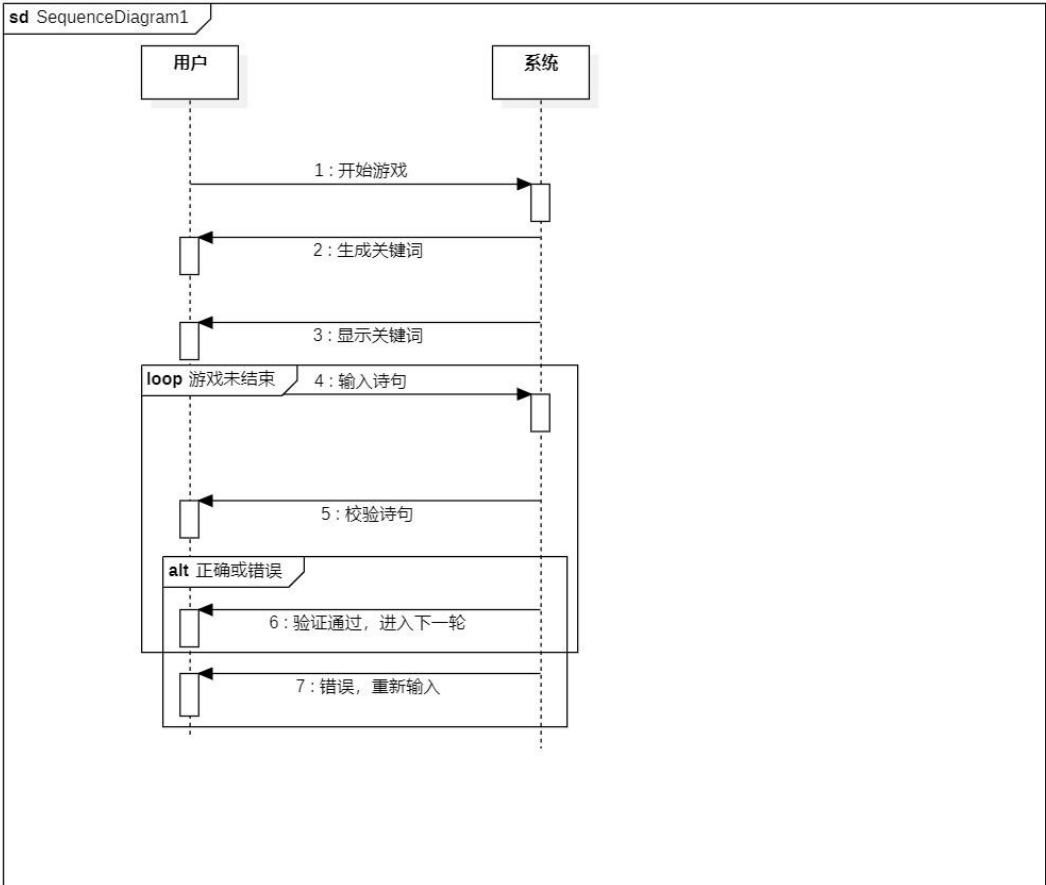 sd SequenceDiagram1
用户
系统
1 : 开始游戏
2 : 生成关键词
3 : 显示关键词
loop 游戏未结束
4 : 输入诗句
5 : 校验诗句
alt 正确或错误
6 : 验证通过，进入下一轮
7 : 错误，重新输入